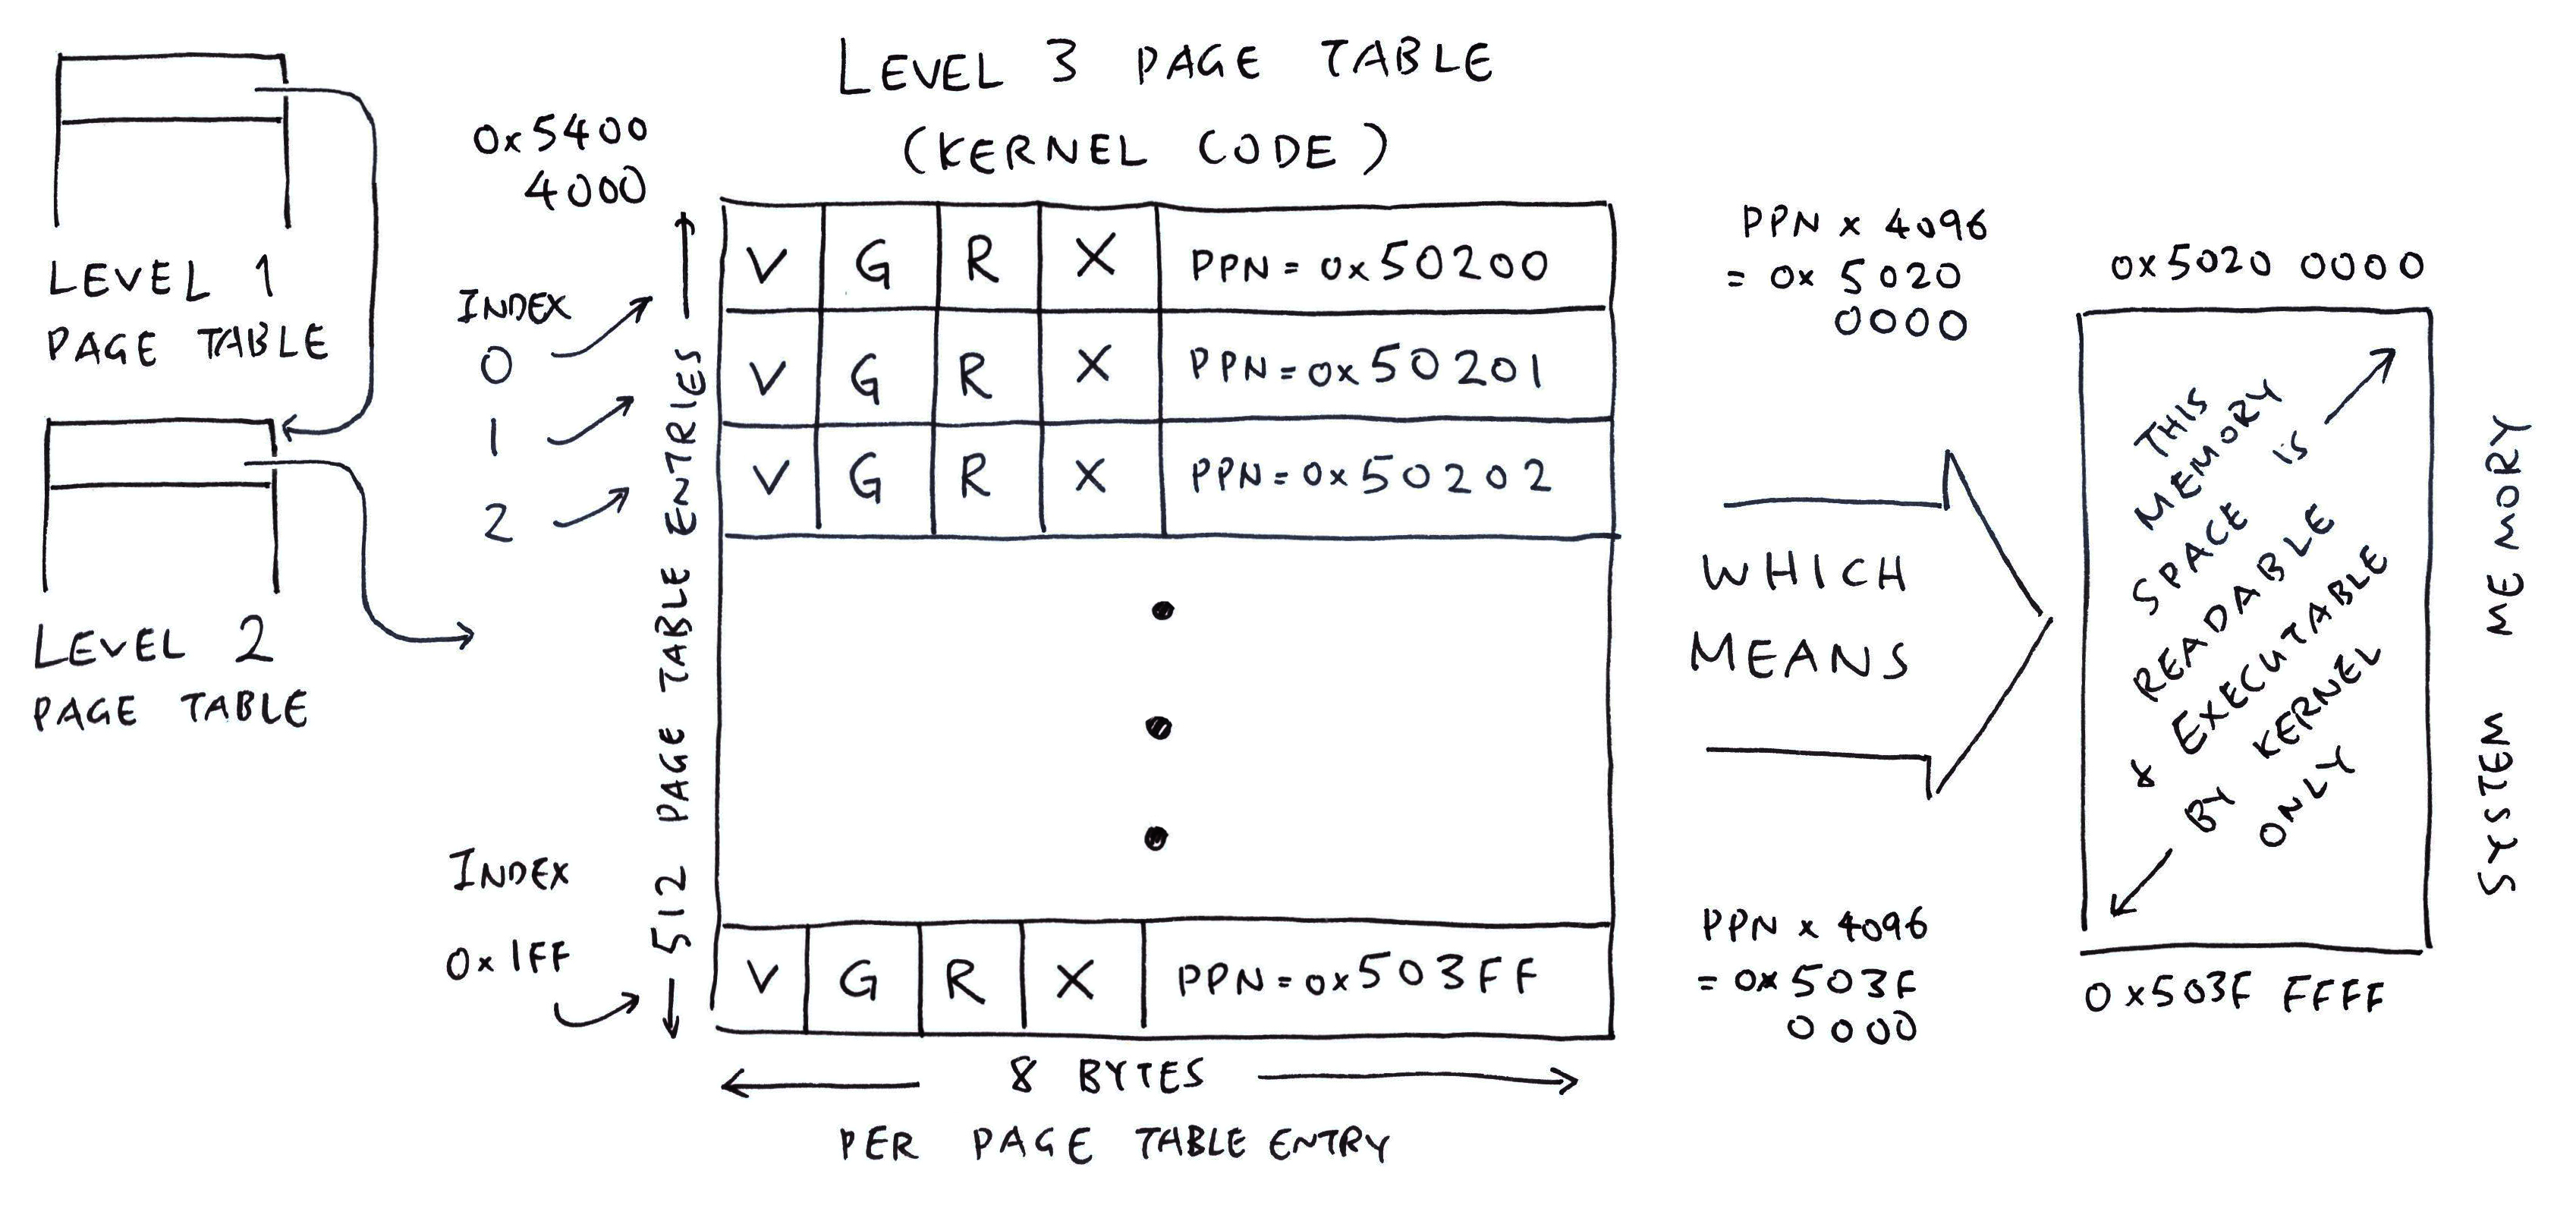 LEVEL 3 PAGE TABLE
(KERNEL CODE)
LEVEL 1
PAGE TABLE
LEVEL 2
PAGE TABLE
0x5400
4000
INDEX
0
1
2
INDEX
0x1FF
512 PAGE TABLE ENTRIES
V G R X PPN = 0x50200
V G R X PPN = 0x50201
V G R X PPN = 0x50202
V G R X PPN = 0x503FF
8 BYTES
PER PAGE TABLE ENTRY
PPN x 4096
= 0x 5020
0000
WHICH
MEANS
PPN x 4096
= 0x503F
0000
0x5020 0000
THIS
MEMORY
SPACE IS
READABLE
& EXECUTABLE
BY KERNEL
ONLY
0x503F FFFF
SYSTEM MEMORY